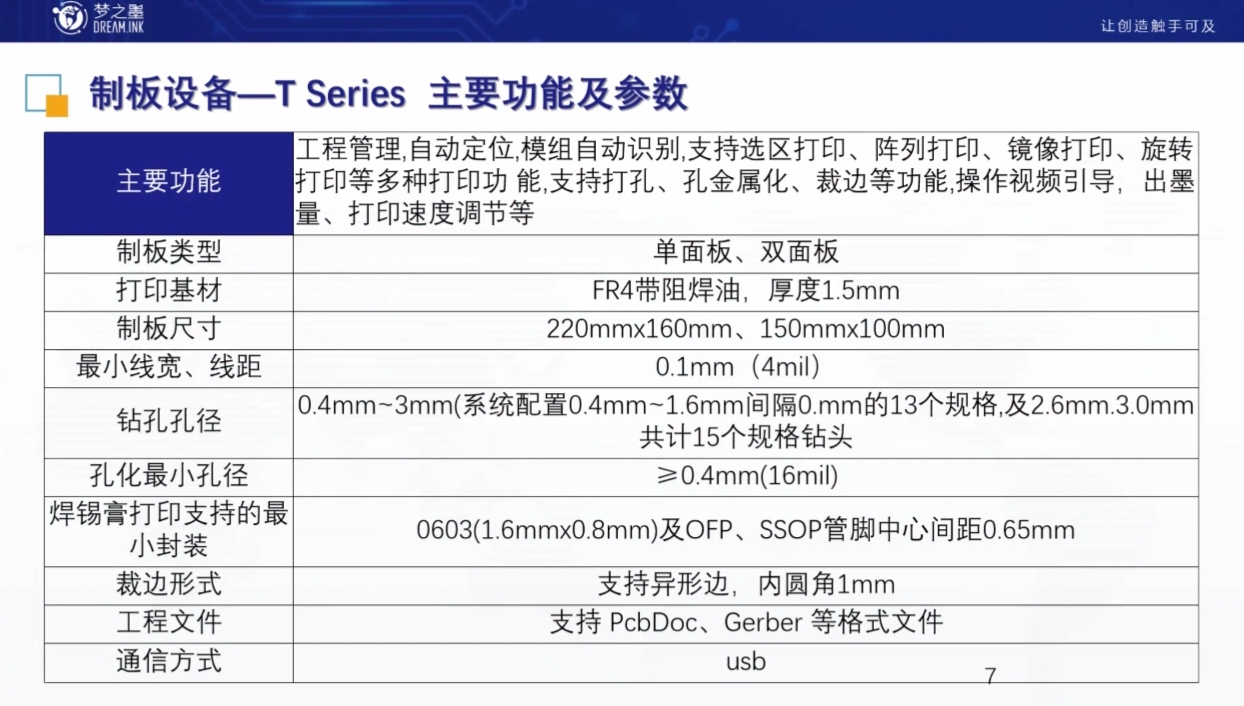 梦之墨
DREAM.INK
让创造触手可及
制板设备—T Series 主要功能及参数
主要功能
工程管理,自动定位,模组自动识别,支持选区打印、阵列打印、镜像打印、旋转
打印等多种打印功 能,支持打孔、孔金属化、裁边等功能,操作视频引导，出墨
量、打印速度调节等
制板类型
单面板、双面板
打印基材
FR4带阻焊油，厚度1.5mm
制板尺寸
220mmx160mm、150mmx100mm
最小线宽、线距
0.1mm（4mil）
钻孔孔径
0.4mm~3mm(系统配置0.4mm~1.6mm间隔0.mm的13个规格,及2.6mm.3.0mm
共计15个规格钻头
孔化最小孔径
≥0.4mm(16mil)
焊锡膏打印支持的最
小封装
0603(1.6mmx0.8mm)及OFP、SSOP管脚中心间距0.65mm
裁边形式
支持异形边，内圆角1mm
工程文件
支持 PcbDoc、Gerber 等格式文件
通信方式
usb
7